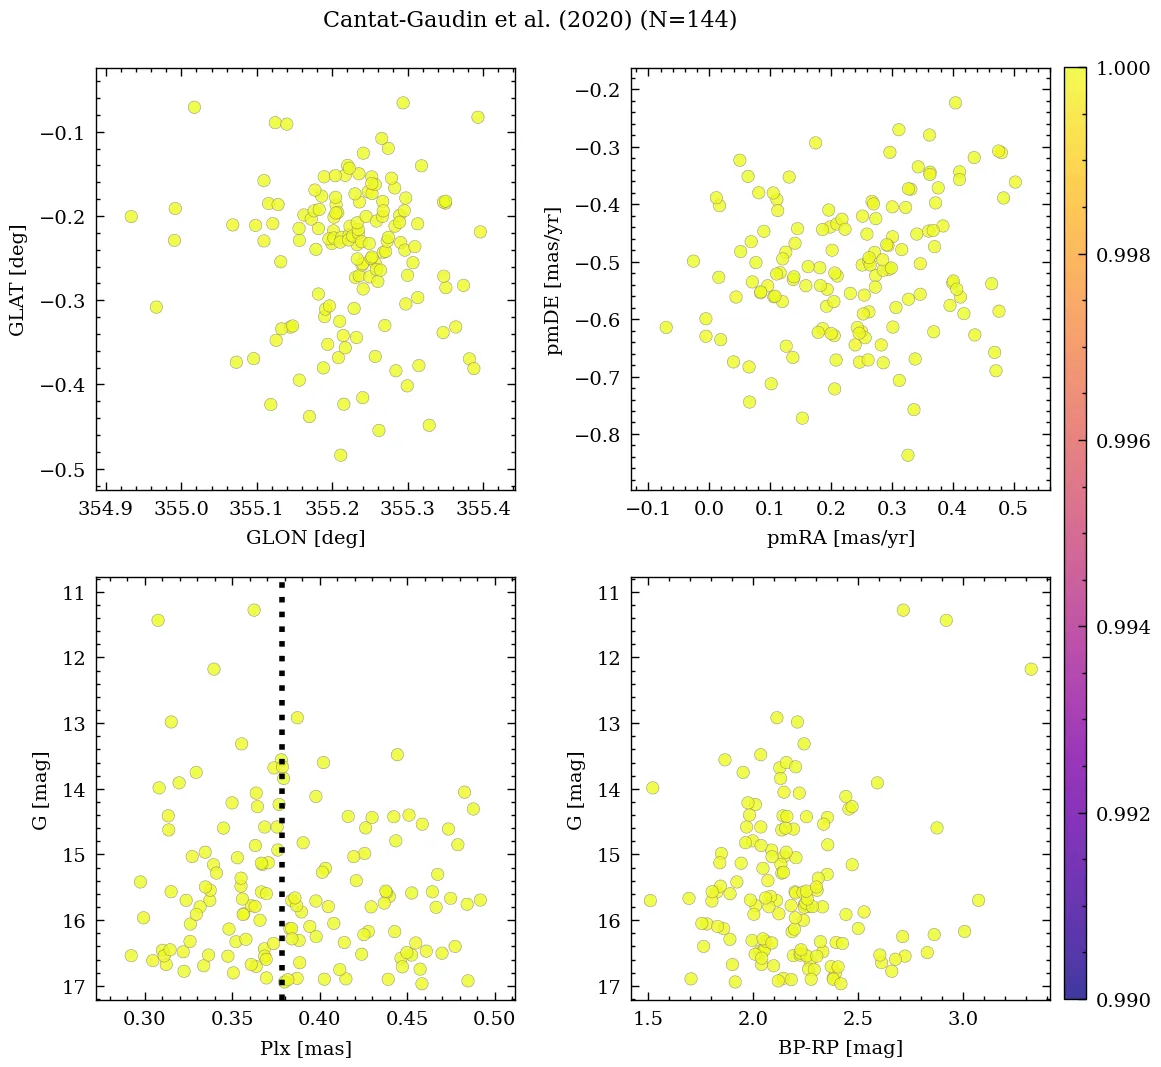 Cantat-Gaudin et al. (2020) (N=144)
GLAT [deg]
−0.1
−0.2
−0.3
−0.4
−0.5
354.9 355.0 355.1 355.2 355.3 355.4
GLON [deg]
pmDE [mas/yr]
−0.2
−0.3
−0.4
−0.5
−0.6
−0.7
−0.8
−0.1 0.0 0.1 0.2 0.3 0.4 0.5
pmRA [mas/yr]
G [mag]
11
12
13
14
15
16
17
0.30 0.35 0.40 0.45 0.50
Plx [mas]
G [mag]
11
12
13
14
15
16
17
1.5 2.0 2.5 3.0
BP-RP [mag]
1.000
0.998
0.996
0.994
0.992
0.990